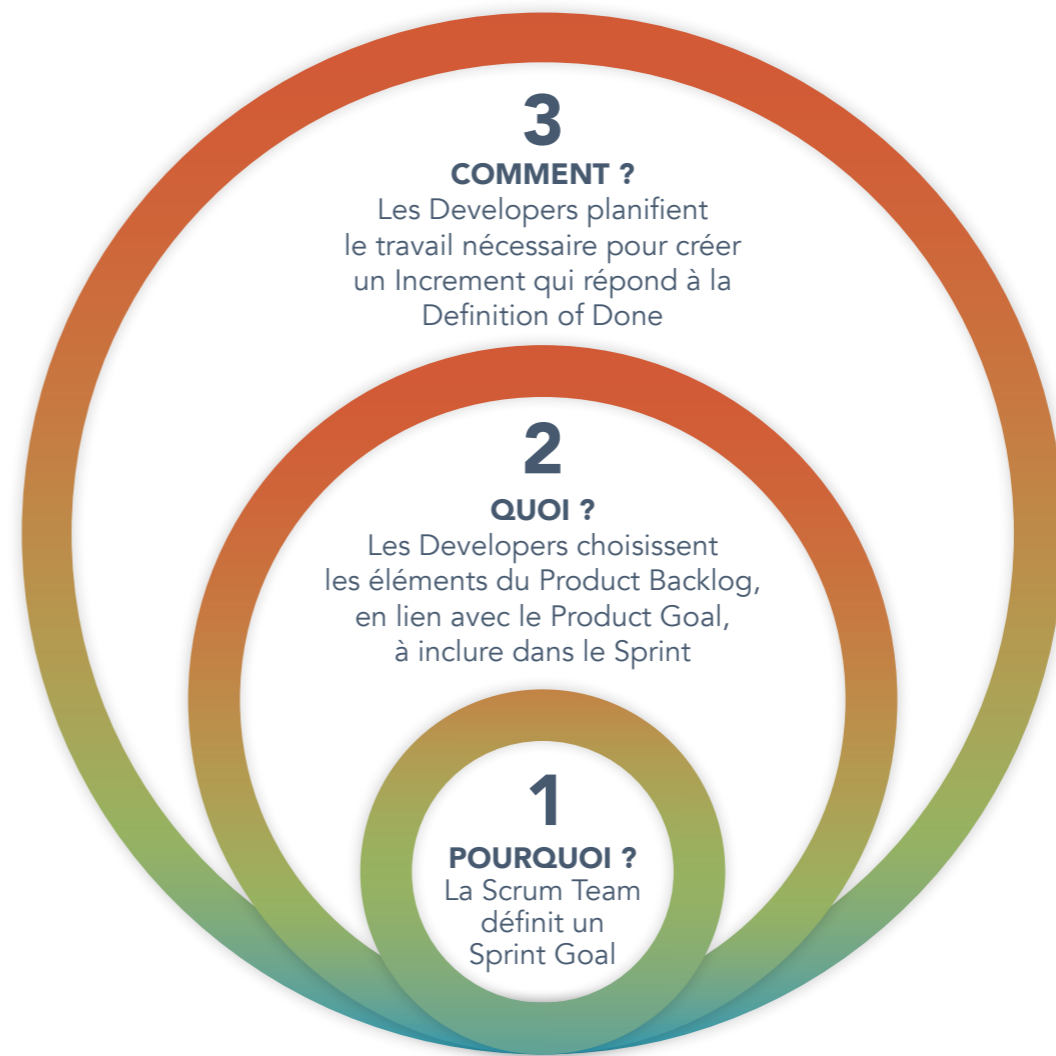 3
COMMENT ?
Les Developers planifient
le travail nécessaire pour créer
un Increment qui répond à la
Definition of Done
2
QUOI ?
Les Developers choisissent
les éléments du Product Backlog,
en lien avec le Product Goal,
à inclure dans le Sprint
1
POURQUOI ?
La Scrum Team
définit un
Sprint Goal